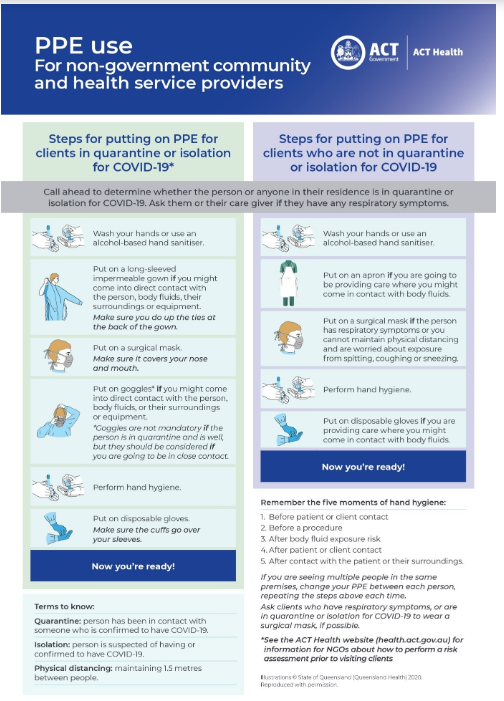 PPE use
For non-government community
and health service providers
ACT
Government
ACT Health
Steps for putting on PPE for
clients in quarantine or isolation
for COVID-19*
Steps for putting on PPE for
clients who are not in quarantine
or isolation for COVID-19
Call ahead to determine whether the person or anyone in their residence is in quarantine or
isolation for COVID-19. Ask them or their care giver if they have any respiratory symptoms.
Wash your hands or use an
alcohol-based hand sanitiser.
Put on a long-sleeved
impermeable gown if you might
come into direct contact with
the person, body fluids, their
surroundings or equipment.
Make sure you do up the ties at
the back of the gown.
Put on a surgical mask.
Make sure it covers your nose
and mouth.
Put on goggles* if you might come
into direct contact with the person,
body fluids, or their surroundings
or equipment.
*Goggles are not mandatory if the
person is in quarantine and is well,
but they should be considered if
you are going to be in close contact.
Perform hand hygiene.
Put on disposable gloves.
Make sure the cuffs go over
your sleeves.
Now you're ready!
Terms to know:
Quarantine: person has been in contact with
someone who is confirmed to have COVID-19.
Isolation: person is suspected of having or
confirmed to have COVID-19.
Physical distancing: maintaining 1.5 metres
between people.
Wash your hands or use an
alcohol-based hand sanitiser.
Put on an apron if you are going to
be providing care where you might
come in contact with body fluids.
Put on a surgical mask if the person
has respiratory symptoms or you
cannot maintain physical distancing
and are worried about exposure
from spitting, coughing or sneezing.
Perform hand hygiene.
Put on disposable gloves if you are
providing care where you might
come in contact with body fluids.
Now you're ready!
Remember the five moments of hand hygiene:
1. Before patient or client contact
2. Before a procedure
3. After body fluid exposure risk
4. After patient or client contact
5. After contact with the patient or their surroundings.
If you are seeing multiple people in the same
premises, change your PPE between each person,
repeating the steps above each time.
Ask clients who have respiratory symptoms, or are
in quarantine or isolation for COVID-19 to wear a
surgical mask, if possible.
*See the ACT Health website (health.act.gov.au) for
information for NGOs about how to perform a risk
assessment prior to visiting clients
Illustrations © State of Queensland (Queensland Health) 2020.
Reproduced with permission.